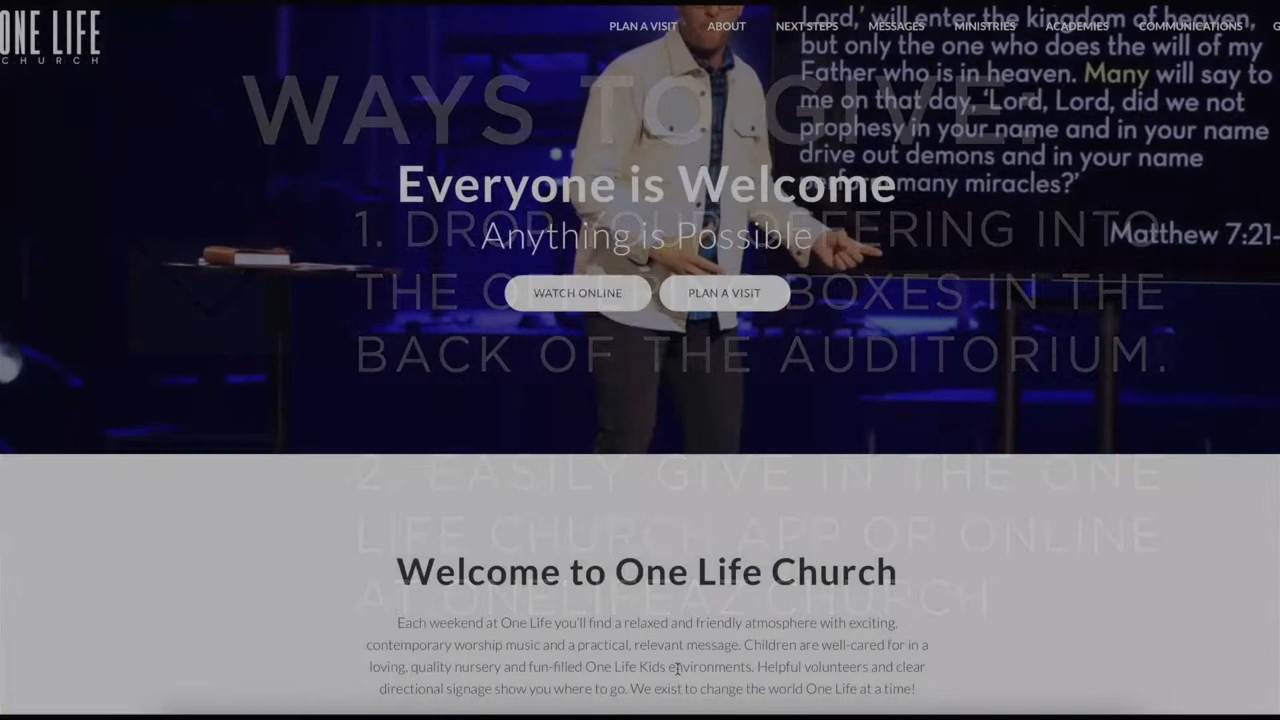 ONE LIFE
CHURCH
PLAN A VISIT ABOUT NEXT STEPS MESSAGES MINISTRIES ACADEMIES COMMUNICATIONS G
Lord,' will enter the kingdom of heaven,
but only the one who does the will of my
Father who is in heaven. Many will say to
me on that day, 'Lord, Lord, did we not
prophesy in your name and in your name
drive out demons and in your name
many miracles?'
Matthew 7:21-
WAYS TO GIVE:
Everyone is Welcome
Anything is Possible
WATCH ONLINE PLAN A VISIT
1. DROP YOUR OFFERING INTO
THE OFFERING BOXES IN THE
BACK OF THE AUDITORIUM.
2. EASILY GIVE IN THE ONE
LIFE CHURCH APP OR ONLINE
AT ONELIFEAZ.CHURCH
Welcome to One Life Church
Each weekend at One Life you'll find a relaxed and friendly atmosphere with exciting,
contemporary worship music and a practical, relevant message. Children are well-cared for in a
loving, quality nursery and fun-filled One Life Kids environments. Helpful volunteers and clear
directional signage show you where to go. We exist to change the world One Life at a time!